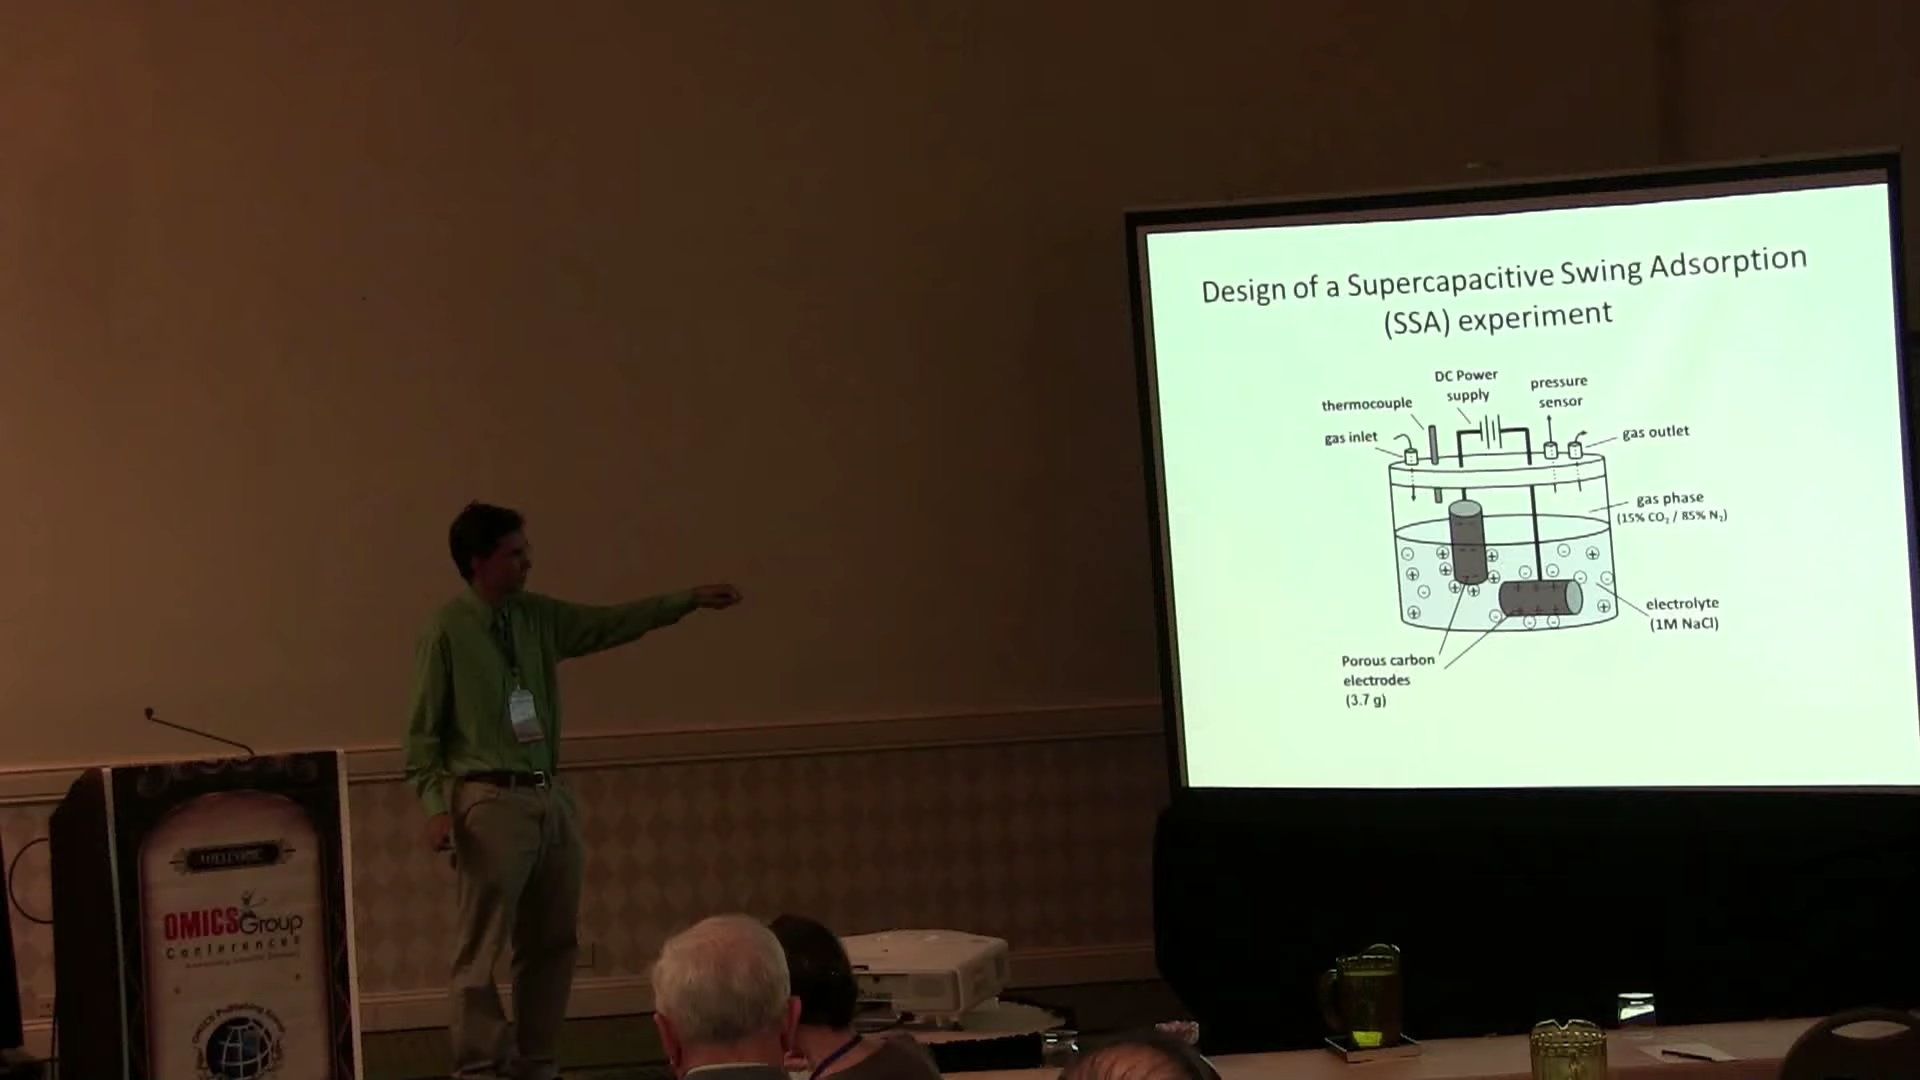 Design of a Supercapacitive Swing Adsorption
(SSA) experiment
DC Power
supply
pressure
sensor
thermocouple
gas inlet
gas outlet
gas phase
(15% CO₂ / 85% N₂)
electrolyte
(1M NaCl)
Porous carbon
electrodes
(3.7 g)
WELCOME
OMICS Group
Conferences